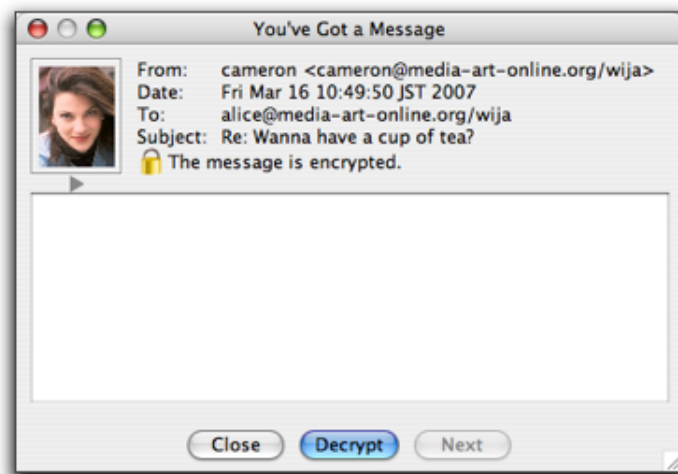 You've Got a Message
From: cameron <cameron@media-art-online.org/wija>
Date: Fri Mar 16 10:49:50 JST 2007
To: alice@media-art-online.org/wija
Subject: Re: Wanna have a cup of tea?
The message is encrypted.
Close Decrypt Next